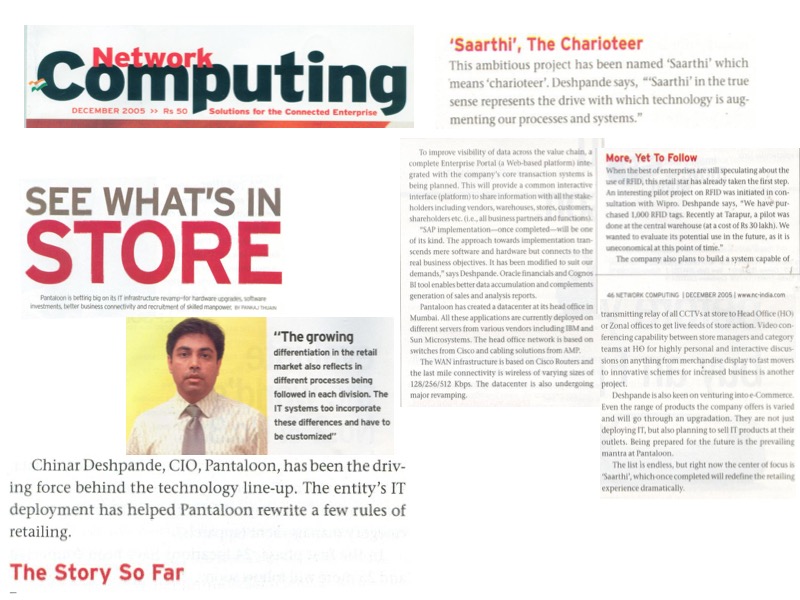 Network
Computing
DECEMBER 2005 >> Rs 50 Solutions for the Connected Enterprise
SEE WHAT'S IN
STORE
Pantaloon is betting big on its IT infrastructure revamp-for hardware upgrades, software
investments, better business connectivity and recruitment of skilled manpower. BY PANKAJ
"The growing
differentiation in the retail
market also reflects in
different processes being
followed in each division. The
IT systems too incorporate
these differences and have to
be customized"
Chinar Deshpande, CIO, Pantaloon, has been the driv-
ing force behind the technology line-up. The entity's IT
deployment has helped Pantaloon rewrite a few rules of
retailing.
The Story So Far
'Saarthi', The Charioteer
This ambitious project has been named 'Saarthi' which
means 'charioteer'. Deshpande says, "'Saarthi' in the true
sense represents the drive with which technology is aug-
menting our processes and systems."
To improve visibility of data across the value chain, a
complete Enterprise Portal (a Web-based platform) inte-
grated with the company's core transaction systems is
being planned. This will provide a common interactive
interface (platform) to share information with all the stake-
holders including vendors, warehouses, stores, customers,
shareholders etc. (i.e., all business partners and functions).
"SAP implementation—once completed—will be one
of its kind. The approach towards implementation tran-
scends mere software and hardware but connects to the
real business objectives. It has been modified to suit our
demands," says Deshpande. Oracle financials and Cognos
BI tool enables better data accumulation and complements
generation of sales and analysis reports.
Pantaloon has created a datacenter at its head office in
Mumbai. All these applications are currently deployed on
different servers from various vendors including IBM and
Sun Microsystems. The head office network is based on
switches from Cisco and cabling solutions from AMP.
The WAN infrastructure is based on Cisco Routers and
the last mile connectivity is wireless of varying sizes of
128/256/512 Kbps. The datacenter is also undergoing
major revamping.
More, Yet To Follow
When the best of enterprises are still speculating about the
use of RFID, this retail star has already taken the first step.
An interesting pilot project on RFID was initiated in con-
sultation with Wipro. Deshpande says, "We have pur-
chased 1,000 RFID tags. Recently at Tarapur, a pilot was
done at the central warehouse (at a cost of Rs 30 lakh). We
wanted to evaluate its potential use in the future, as it is
uneconomical at this point of time."
The company also plans to build a system capable of
46 NETWORK COMPUTING | DECEMBER 2005 | www.nc-india.com
transmitting relay of all CCTVs at store to Head Office (HO)
or Zonal offices to get live feeds of store action. Video con-
ferencing capability between store managers and category
teams at HO for highly personal and interactive discus-
sions on anything from merchandise display to fast movers
to innovative schemes for increased business is another
project.
Deshpande is also keen on venturing into e-Commerce.
Even the range of products the company offers is varied
and will go through an upgradation. They are not just
deploying IT, but also planning to sell IT products at their
outlets. Being prepared for the future is the prevailing
mantra at Pantaloon.
The list is endless, but right now the center of focus is
'Saarthi', which once completed will redefine the retailing
experience dramatically.